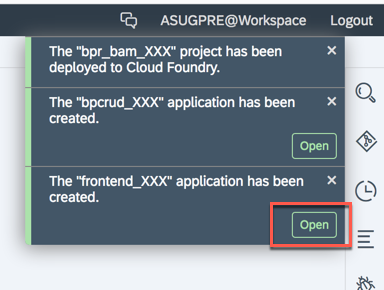 ASUGPRE@Workspace Logout
The "bpr_bam_XXX" project has been
deployed to Cloud Foundry.
The "bpcrud_XXX" application has been
created.
Open
The "frontend_XXX" application has been
created.
Open